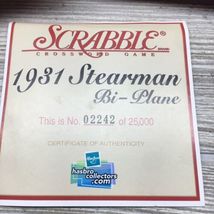 SCRABBLE®
BRAND
CROSSWORD GAME
1931 Stearman
Bi-Plane
This is No. 02242 of 25,000
CERTIFICATE OF AUTHENTICITY
Hasbro
hasbro
collectors.com